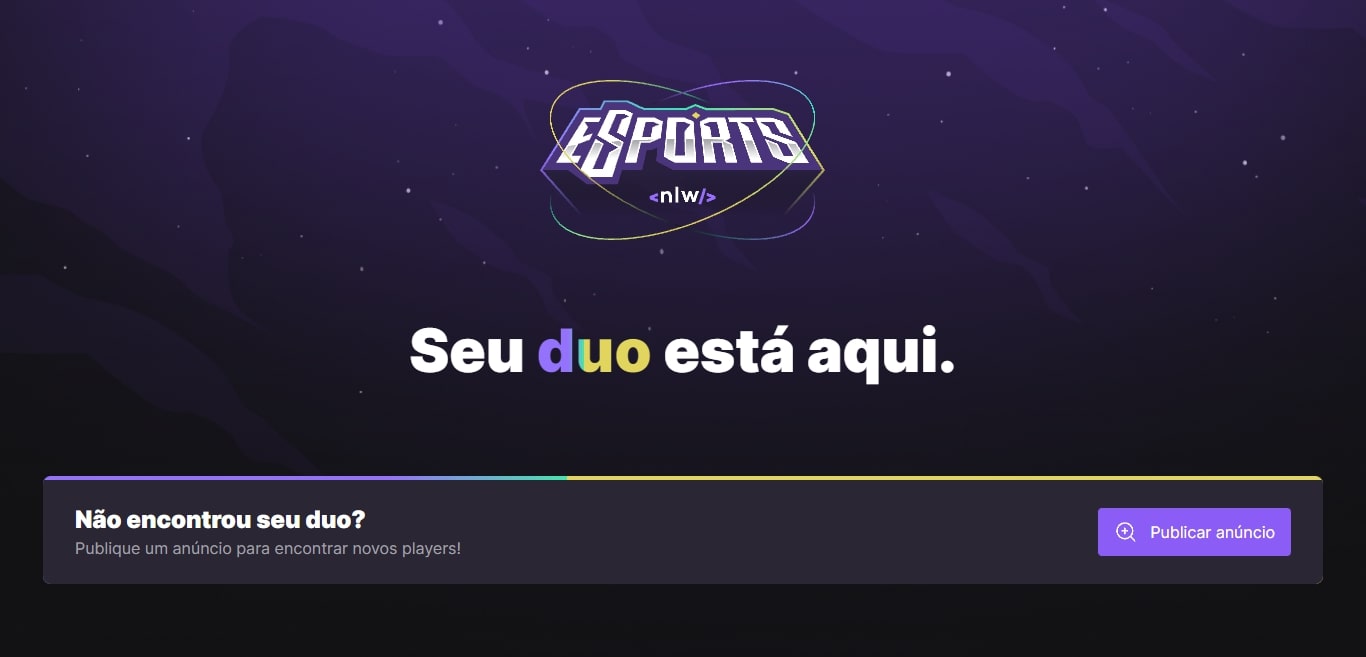 ESPORTS
<nlw/>
Seu duo está aqui.
Não encontrou seu duo?
Publique um anúncio para encontrar novos players!
Publicar anúncio